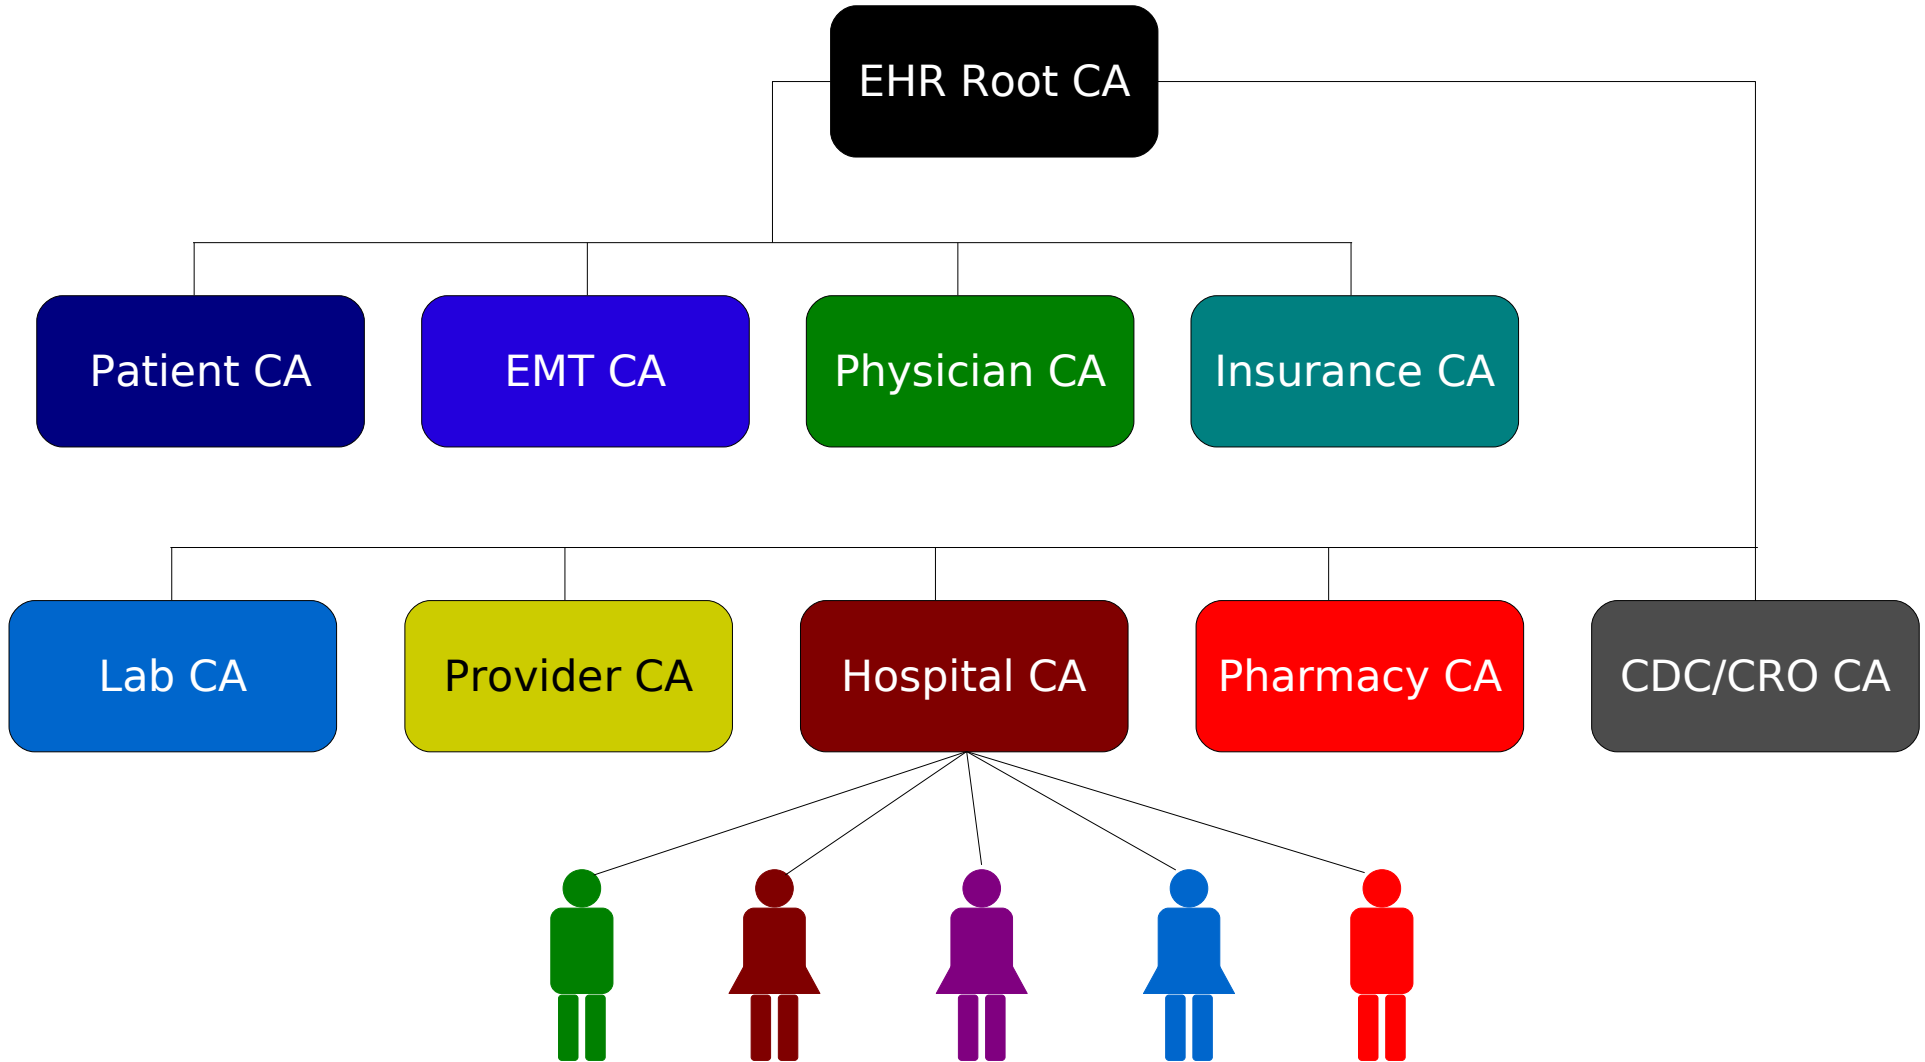 EHR Root CA
Patient CA
EMT CA
Physician CA
Insurance CA
Lab CA
Provider CA
Hospital CA
Pharmacy CA
CDC/CRO CA